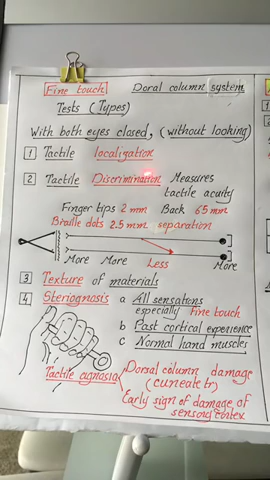 Fine touch Doral column system
Tests (Types)
With both eyes closed, (without looking)
1 Tactile localization
2 Tactile Discrimination Measures
tactile acuity
Finger tips 2 mm Back 65 mm
Braille dots 2.5 mm separation
More More Less More
3 Texture of materials
4 Steriognosis a All sensations
especially Fine touch
b Past cortical experience
c Normal hand muscles
Tactile agnosia Dorsal column damage
(cuneate tr)
Early sign of damage of
sensory cortex